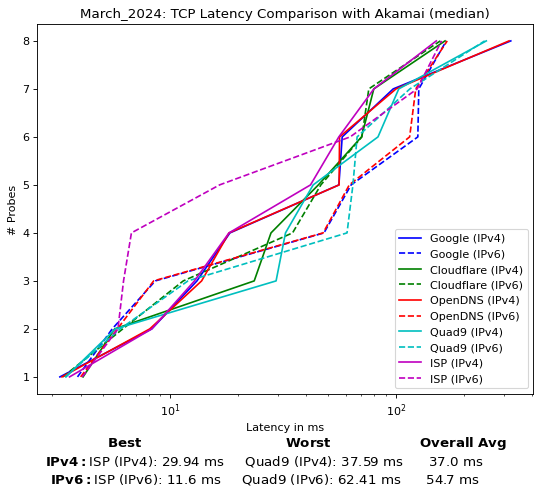 March_2024: TCP Latency Comparison with Akamai (median)
8
7
6
5
4
3
2
1
# Probes
Google (IPv4)
Google (IPv6)
Cloudflare (IPv4)
Cloudflare (IPv6)
OpenDNS (IPv4)
OpenDNS (IPv6)
Quad9 (IPv4)
Quad9 (IPv6)
ISP (IPv4)
ISP (IPv6)
10¹ 10²
Latency in ms
Best Worst Overall Avg
IPv4: ISP (IPv4): 29.94 ms Quad9 (IPv4): 37.59 ms 37.0 ms
IPv6: ISP (IPv6): 11.6 ms Quad9 (IPv6): 62.41 ms 54.7 ms